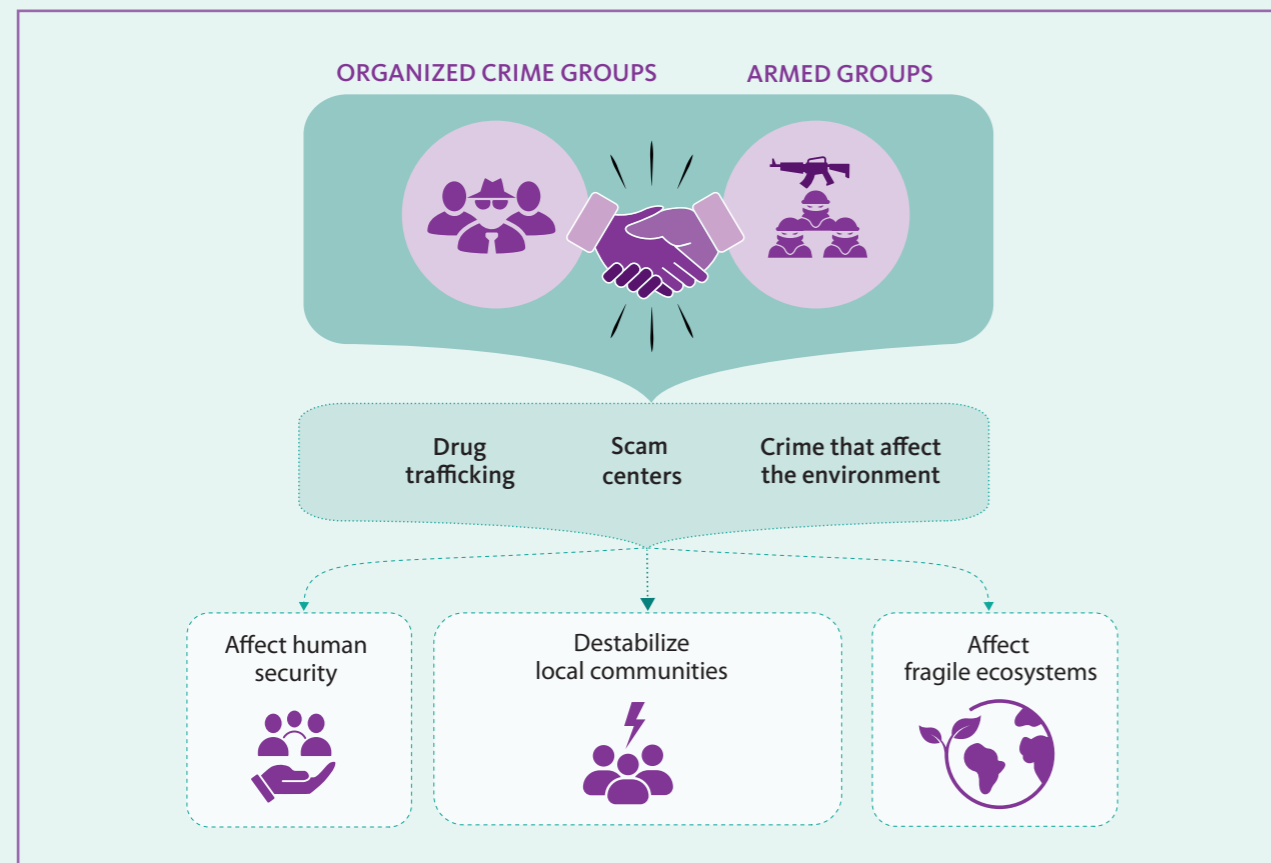 ORGANIZED CRIME GROUPS
ARMED GROUPS
Drug
trafficking
Scam
centers
Crime that affect
the environment
Affect human
security
Destabilize
local communities
Affect
fragile ecosystems